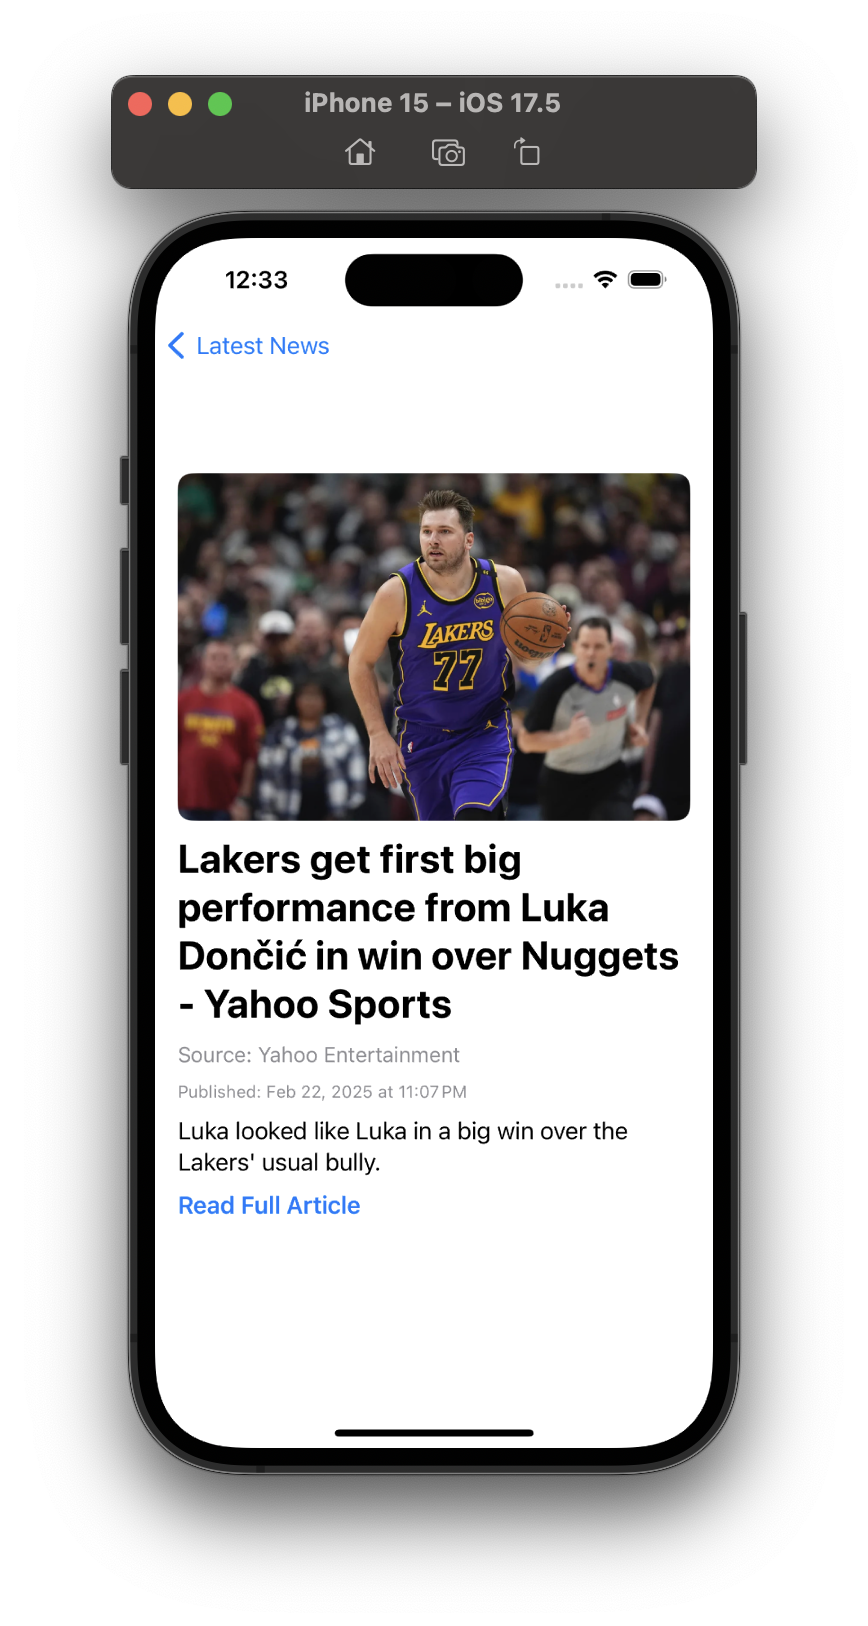 iPhone 15 – iOS 17.5
12:33
Latest News
LAKERS
77
Lakers get first big
performance from Luka
Dončić in win over Nuggets
- Yahoo Sports
Source: Yahoo Entertainment
Published: Feb 22, 2025 at 11:07 PM
Luka looked like Luka in a big win over the
Lakers' usual bully.
Read Full Article